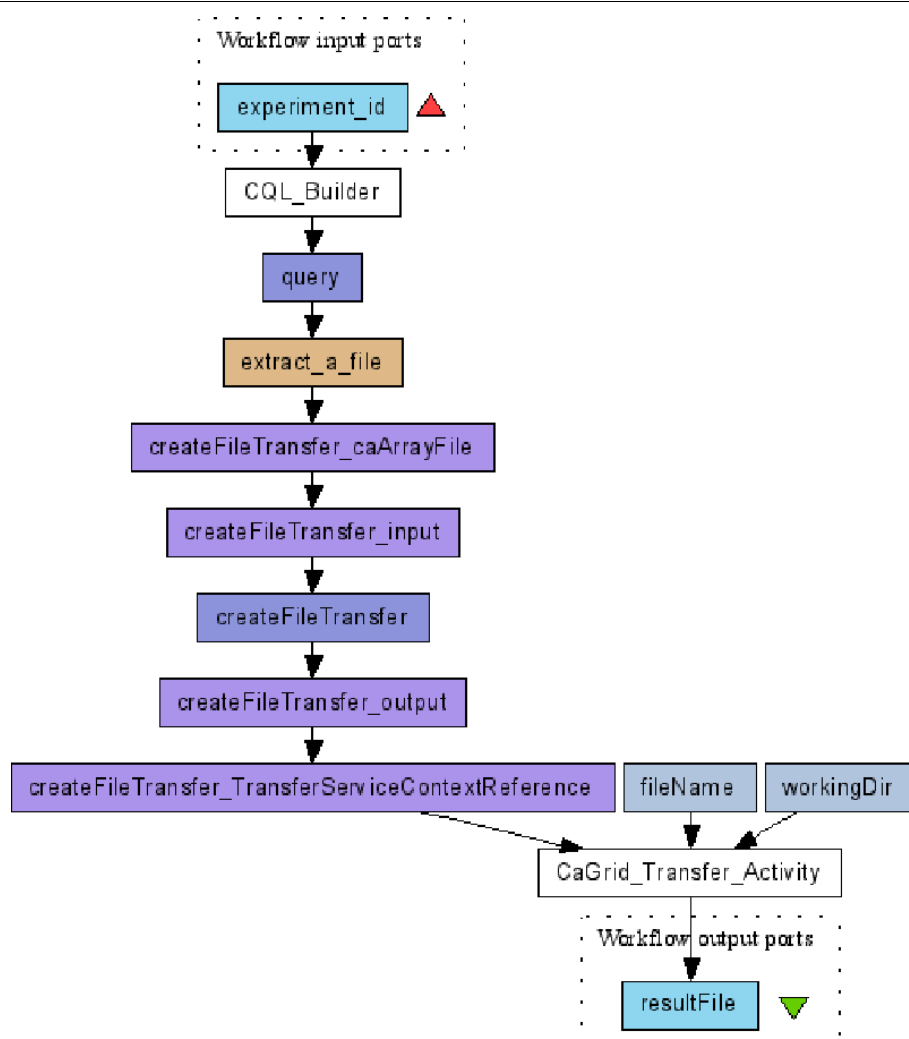 Workflow input ports
experiment_id
CQL_Builder
query
extract_a_file
createFileTransfer_caArrayFile
createFileTransfer_input
createFileTransfer
createFileTransfer_output
createFileTransfer_TransferServiceContextReference fileName workingDir
CaGrid_Transfer_Activity
Workflow output ports
resultFile